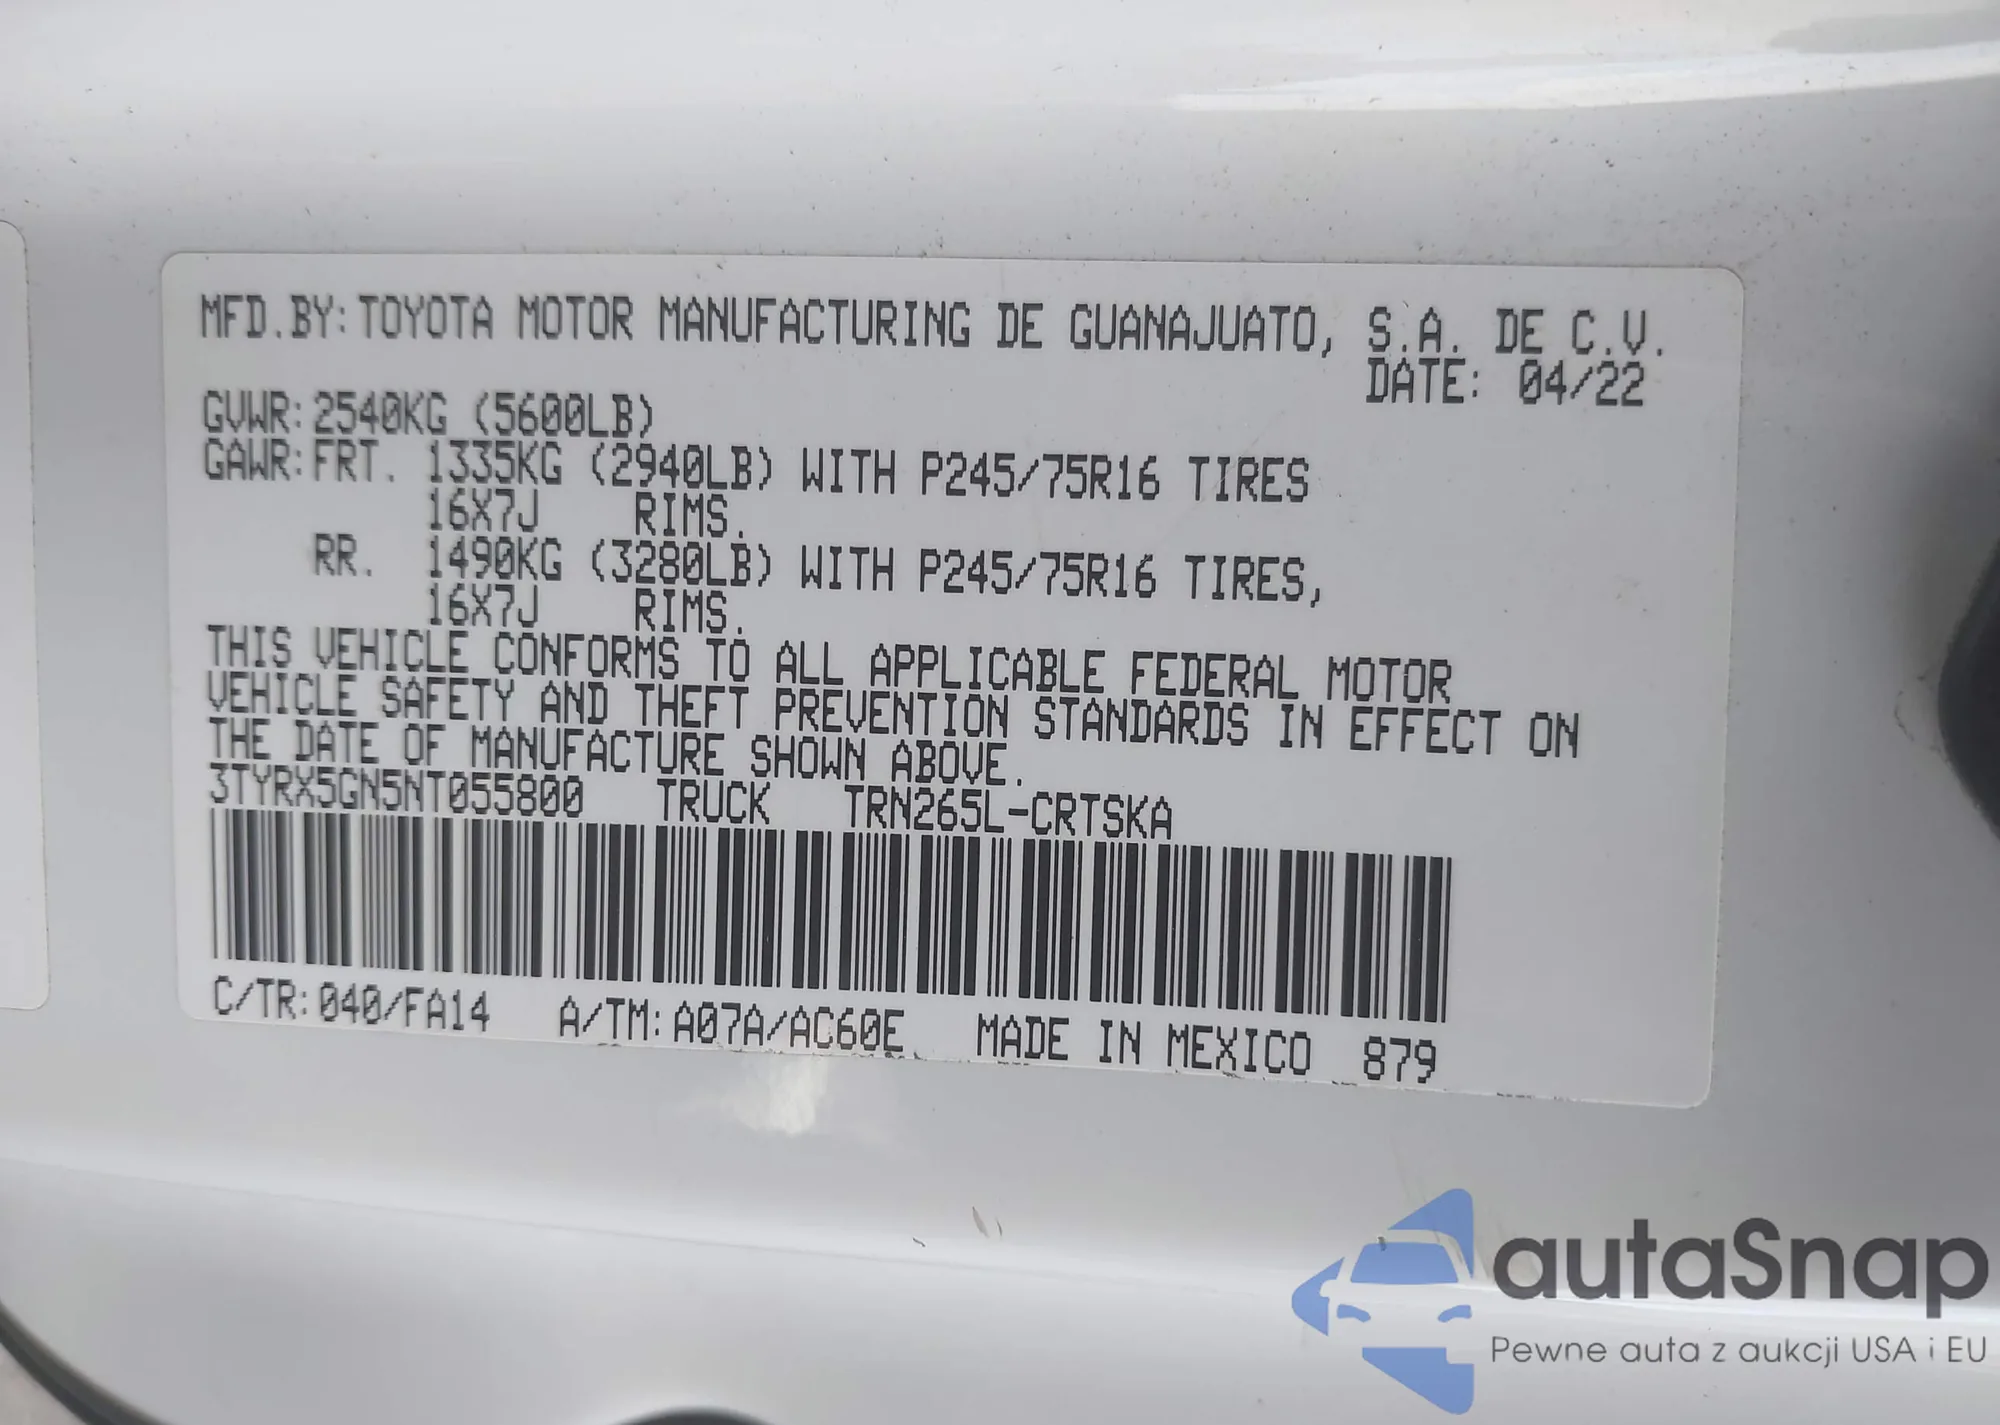 MFD.BY: TOYOTA MOTOR MANUFACTURING DE GUANAJUATO, S.A. DE C.V.
DATE: 04/22
GVWR: 2540KG (5600LB)
GAWR: FRT. 1335KG (2940LB) WITH P245/75R16 TIRES
16X7J RIMS.
RR. 1490KG (3280LB) WITH P245/75R16 TIRES,
16X7J RIMS.
THIS VEHICLE CONFORMS TO ALL APPLICABLE FEDERAL MOTOR
VEHICLE SAFETY AND THEFT PREVENTION STANDARDS IN EFFECT ON
THE DATE OF MANUFACTURE SHOWN ABOVE.
3TYRX5GN5NT055800 TRUCK TRN265L-CRTSKA
C/TR: 040/FA14 A/TM: A07A/AC60E MADE IN MEXICO 879
autaSnap
Pewne auta z aukcji USA i EU